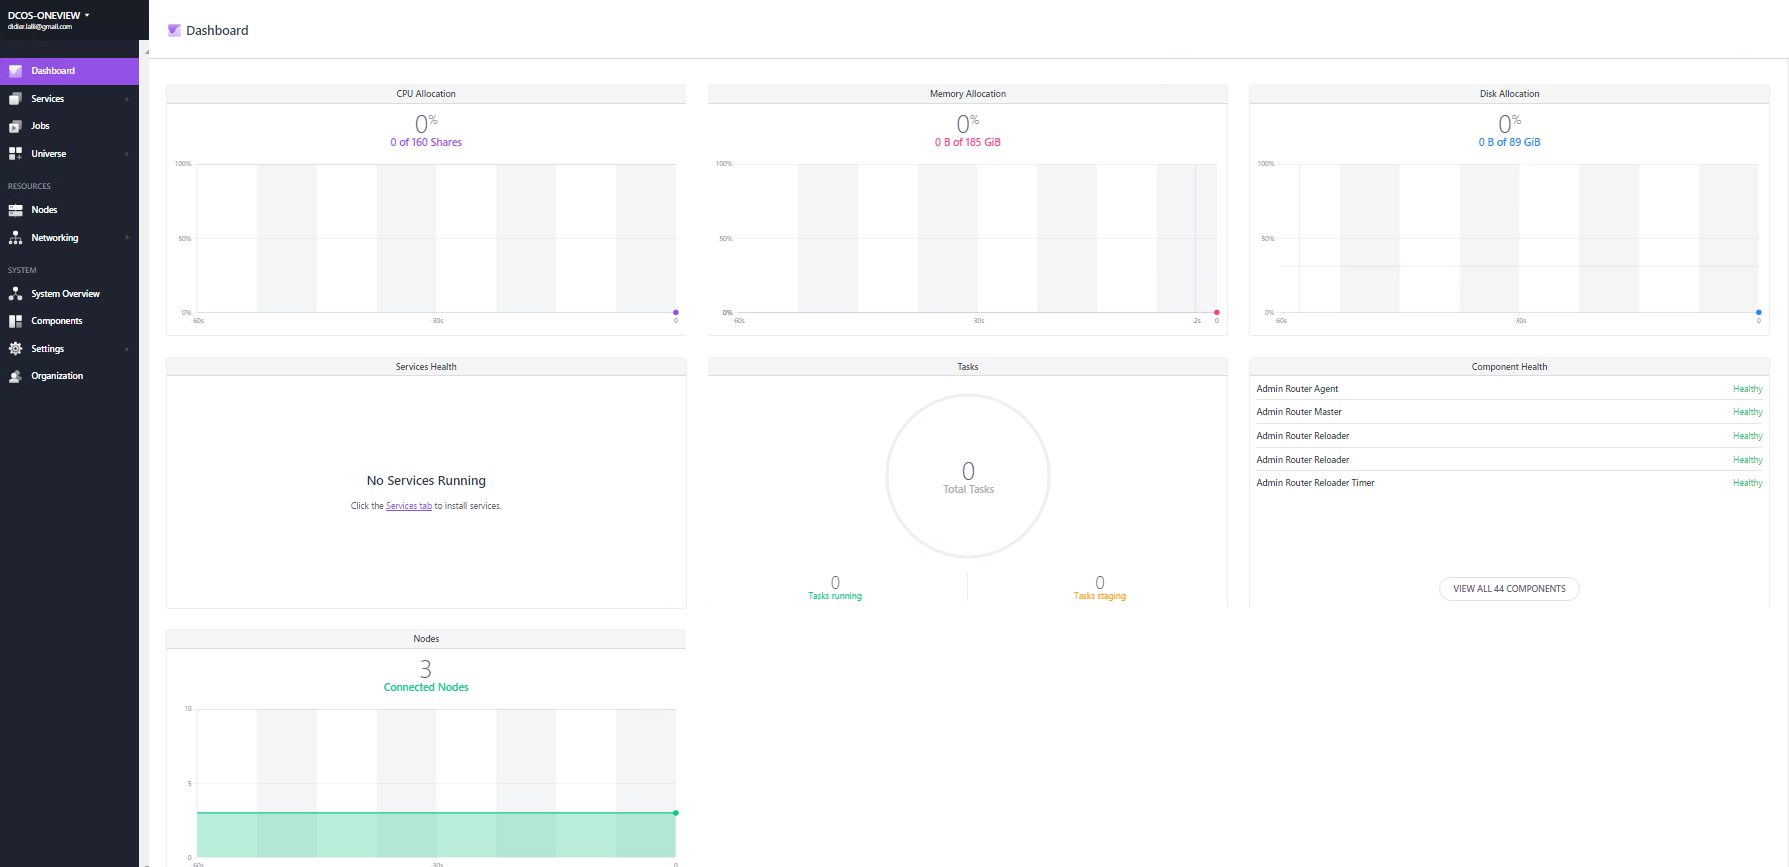 DCOS-ONEVIEW
didier.lalli@gmail.com
Dashboard
Services
Jobs
Universe
RESOURCES
Nodes
Networking
SYSTEM
System Overview
Components
Settings
Organization
Dashboard
CPU Allocation
0%
0 of 160 Shares
100%
50%
0%
60s
30s
0
Memory Allocation
0%
0 B of 185 GiB
100%
50%
0%
60s
30s
2s
0
Disk Allocation
0%
0 B of 89 GiB
100%
50%
0%
60s
30s
0
Services Health
No Services Running
Click the Services tab to install services.
Tasks
0
Total Tasks
0
Tasks running
0
Tasks staging
Component Health
Admin Router Agent Healthy
Admin Router Master Healthy
Admin Router Reloader Healthy
Admin Router Reloader Healthy
Admin Router Reloader Timer Healthy
VIEW ALL 44 COMPONENTS
Nodes
3
Connected Nodes
10
5
0
60s
30s
0